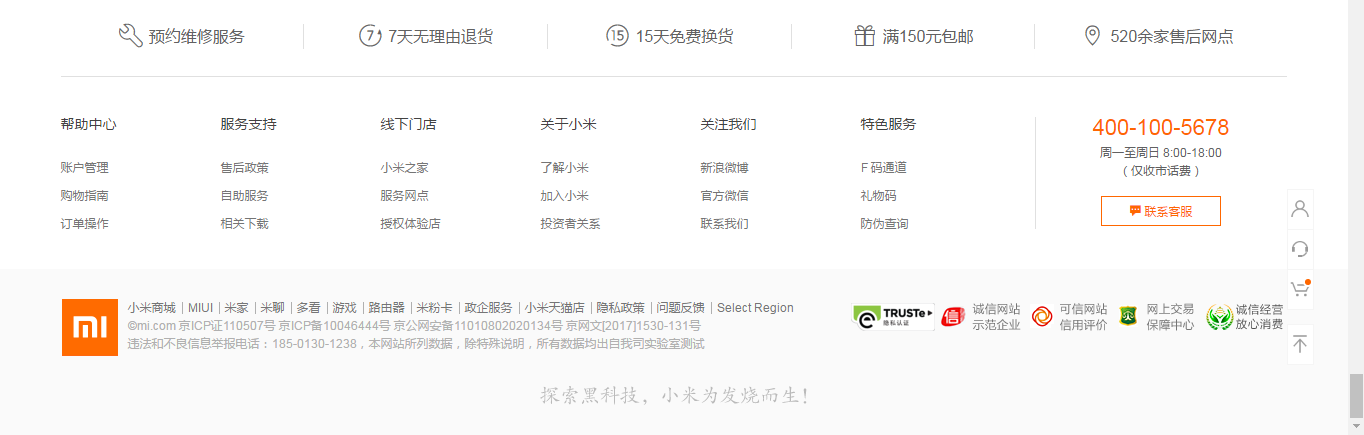 预约维修服务
7 7天无理由退货
15 15天免费换货
满150元包邮
520余家售后网点
帮助中心 服务支持 线下门店 关于小米 关注我们 特色服务
账户管理 售后政策 小米之家 了解小米 新浪微博 F 码通道
购物指南 自助服务 服务网点 加入小米 官方微信 礼物码
订单操作 相关下载 授权体验店 投资者关系 联系我们 防伪查询
400-100-5678
周一至周日 8:00-18:00
（仅收市话费）
联系客服
mi
小米商城｜MIUI｜米家｜米聊｜多看｜游戏｜路由器｜米粉卡｜政企服务｜小米天猫店｜隐私政策｜问题反馈｜Select Region
©mi.com 京ICP证110507号 京ICP备10046444号 京公网安备11010802020134号 京网文[2017]1530-131号
违法和不良信息举报电话：185-0130-1238，本网站所列数据，除特殊说明，所有数据均出自我司实验室测试
TRUSTe
隐私认证
信 诚信网站
示范企业
可信网站
信用评价
网上交易
保障中心
诚信经营
放心消费
探索黑科技，小米为发烧而生！